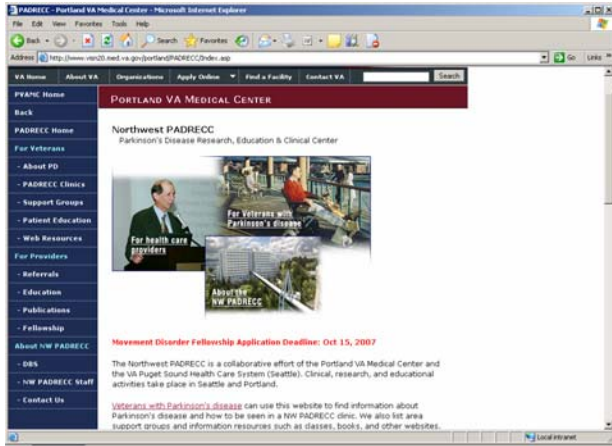 PADRECC - Portland VA Medical Center - Microsoft Internet Explorer
File Edit View Favorites Tools Help
Back Search Favorites
Address http://www.visn20.med.va.gov/portland/PADRECC/Index.asp Go Links »
VA Home About VA Organizations Apply Online Find a Facility Contact VA Search
PVAMC Home
Back
PADRECC Home
For Veterans
- About PD
- PADRECC Clinics
- Support Groups
- Patient Education
- Web Resources
For Providers
- Referrals
- Education
- Publications
- Fellowship
About NW PADRECC
- DBS
- NW PADRECC Staff
- Contact Us
PORTLAND VA MEDICAL CENTER
Northwest PADRECC
Parkinson's Disease Research, Education & Clinical Center
For Veterans with
Parkinson's disease
For health care
providers
About the
NW PADRECC
Movement Disorder Fellowship Application Deadline: Oct 15, 2007
The Northwest PADRECC is a collaborative effort of the Portland VA Medical Center and
the VA Puget Sound Health Care System (Seattle). Clinical, research, and educational
activities take place in Seattle and Portland.
Veterans with Parkinson's disease can use this website to find information about
Parkinson's disease and how to be seen in a NW PADRECC clinic. We also list area
support groups and information resources such as classes, books, and other websites.
Local intranet